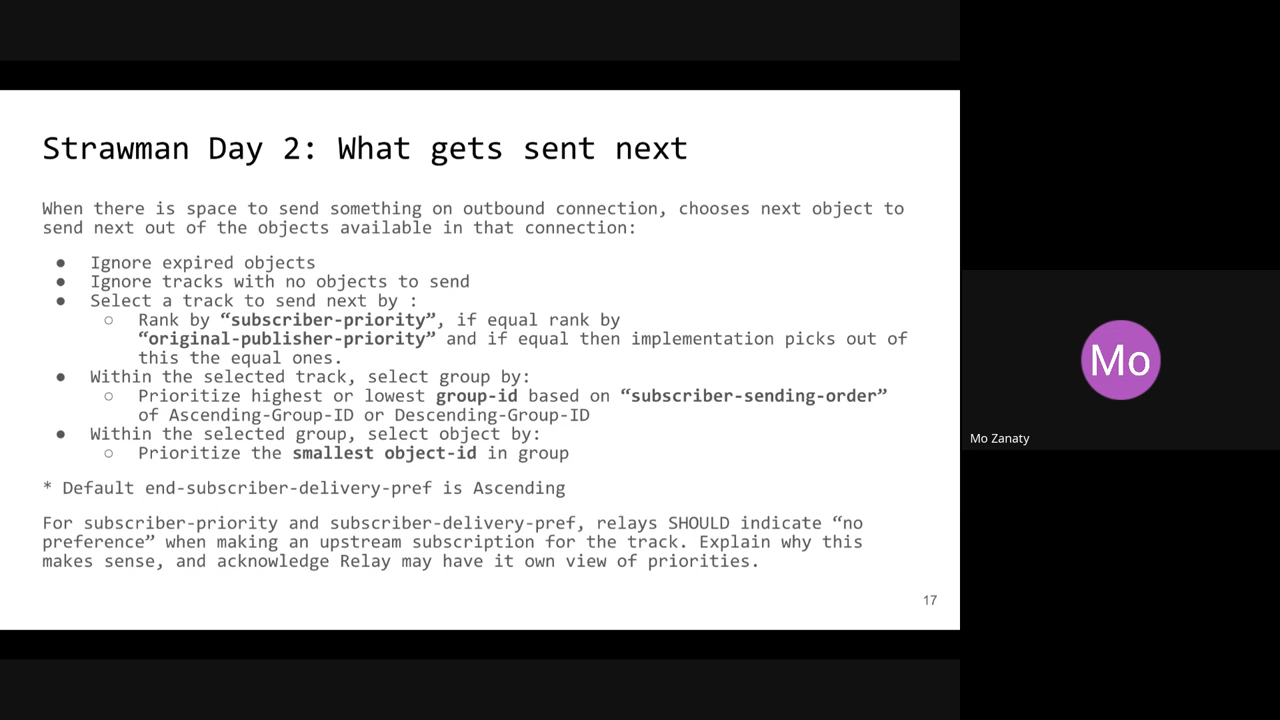 Strawman Day 2: What gets sent next
When there is space to send something on outbound connection, chooses next object to
send next out of the objects available in that connection:
● Ignore expired objects
● Ignore tracks with no objects to send
● Select a track to send next by :
○ Rank by “subscriber-priority”, if equal rank by
“original-publisher-priority” and if equal then implementation picks out of
this the equal ones.
● Within the selected track, select group by:
○ Prioritize highest or lowest group-id based on “subscriber-sending-order”
of Ascending-Group-ID or Descending-Group-ID
● Within the selected group, select object by:
○ Prioritize the smallest object-id in group
* Default end-subscriber-delivery-pref is Ascending
For subscriber-priority and subscriber-delivery-pref, relays SHOULD indicate “no
preference” when making an upstream subscription for the track. Explain why this
makes sense, and acknowledge Relay may have it own view of priorities.
17
Mo
Mo Zanaty